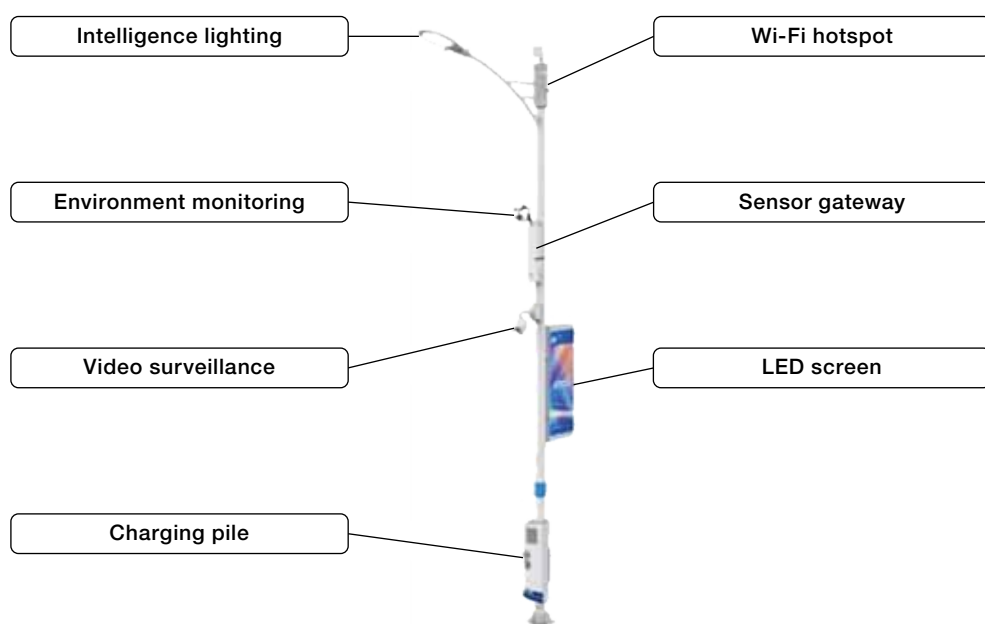 Intelligence lighting
Wi-Fi hotspot
Environment monitoring
Sensor gateway
Video surveillance
LED screen
Charging pile